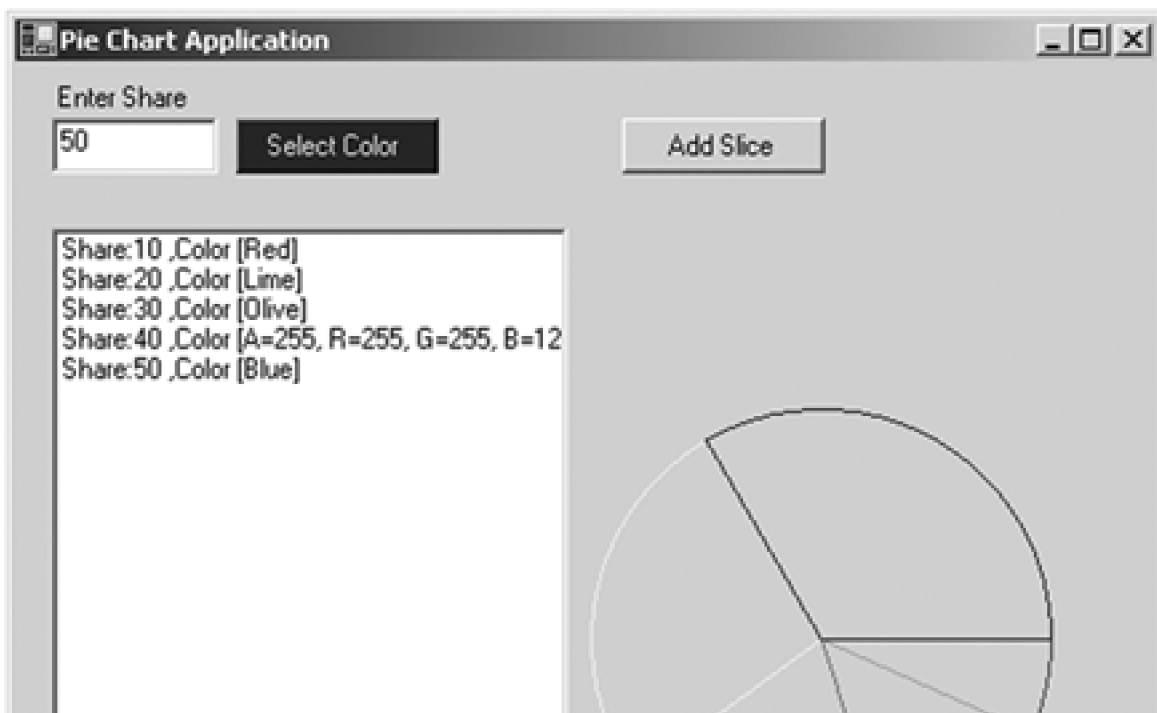 Pie Chart Application
Enter Share
50
Select Color
Add Slice
Share:10 ,Color [Red]
Share:20 ,Color [Lime]
Share:30 ,Color [Olive]
Share:40 ,Color [A=255, R=255, G=255, B=12
Share:50 ,Color [Blue]